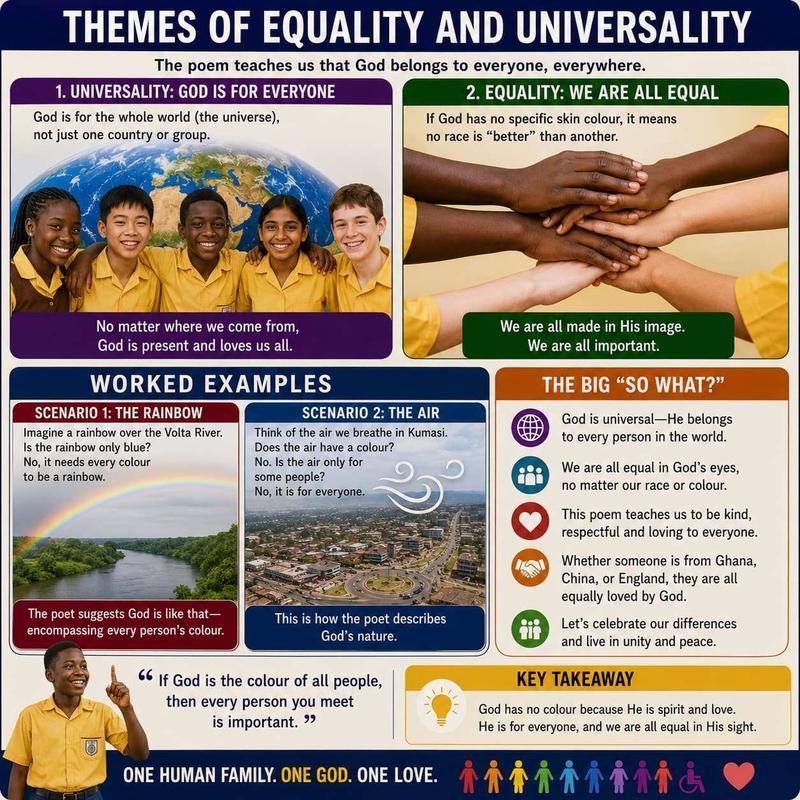 THEMES OF EQUALITY AND UNIVERSALITY
The poem teaches us that God belongs to everyone, everywhere.
1. UNIVERSALITY: GOD IS FOR EVERYONE
God is for the whole world (the universe),
not just one country or group.
No matter where we come from,
God is present and loves us all.
2. EQUALITY: WE ARE ALL EQUAL
If God has no specific skin colour, it means
no race is “better” than another.
We are all made in His image.
We are all important.
WORKED EXAMPLES
SCENARIO 1: THE RAINBOW
Imagine a rainbow over the Volta River.
Is the rainbow only blue?
No, it needs every colour
to be a rainbow.
The poet suggests God is like that—
encompassing every person’s colour.
SCENARIO 2: THE AIR
Think of the air we breathe in Kumasi.
Does the air have a colour?
No. Is the air only for
some people?
No, it is for everyone.
This is how the poet describes
God’s nature.
THE BIG “SO WHAT?”
God is universal—He belongs
to every person in the world.
We are all equal in God’s eyes,
no matter our race or colour.
This poem teaches us to be kind,
respectful and loving to everyone.
Whether someone is from Ghana,
China, or England, they are all
equally loved by God.
Let’s celebrate our differences
and live in unity and peace.
“ If God is the colour of all people,
then every person you meet
is important. ”
KEY TAKEAWAY
God has no colour because He is spirit and love.
He is for everyone, and we are all equal in His sight.
ONE HUMAN FAMILY. ONE GOD. ONE LOVE.